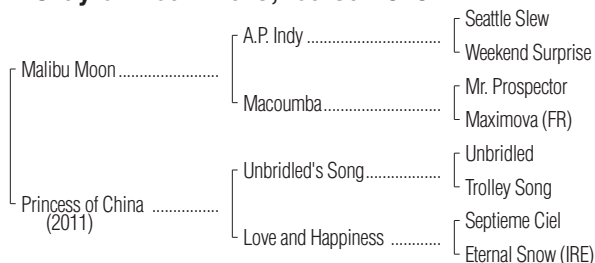 Seattle Slew
A.P. Indy
Weekend Surprise
Malibu Moon
Mr. Prospector
Macoumba
Maximova (FR)
Unbridled
Unbridled's Song
Trolley Song
Princess of China
(2011)
Septieme Ciel
Love and Happiness
Eternal Snow (IRE)